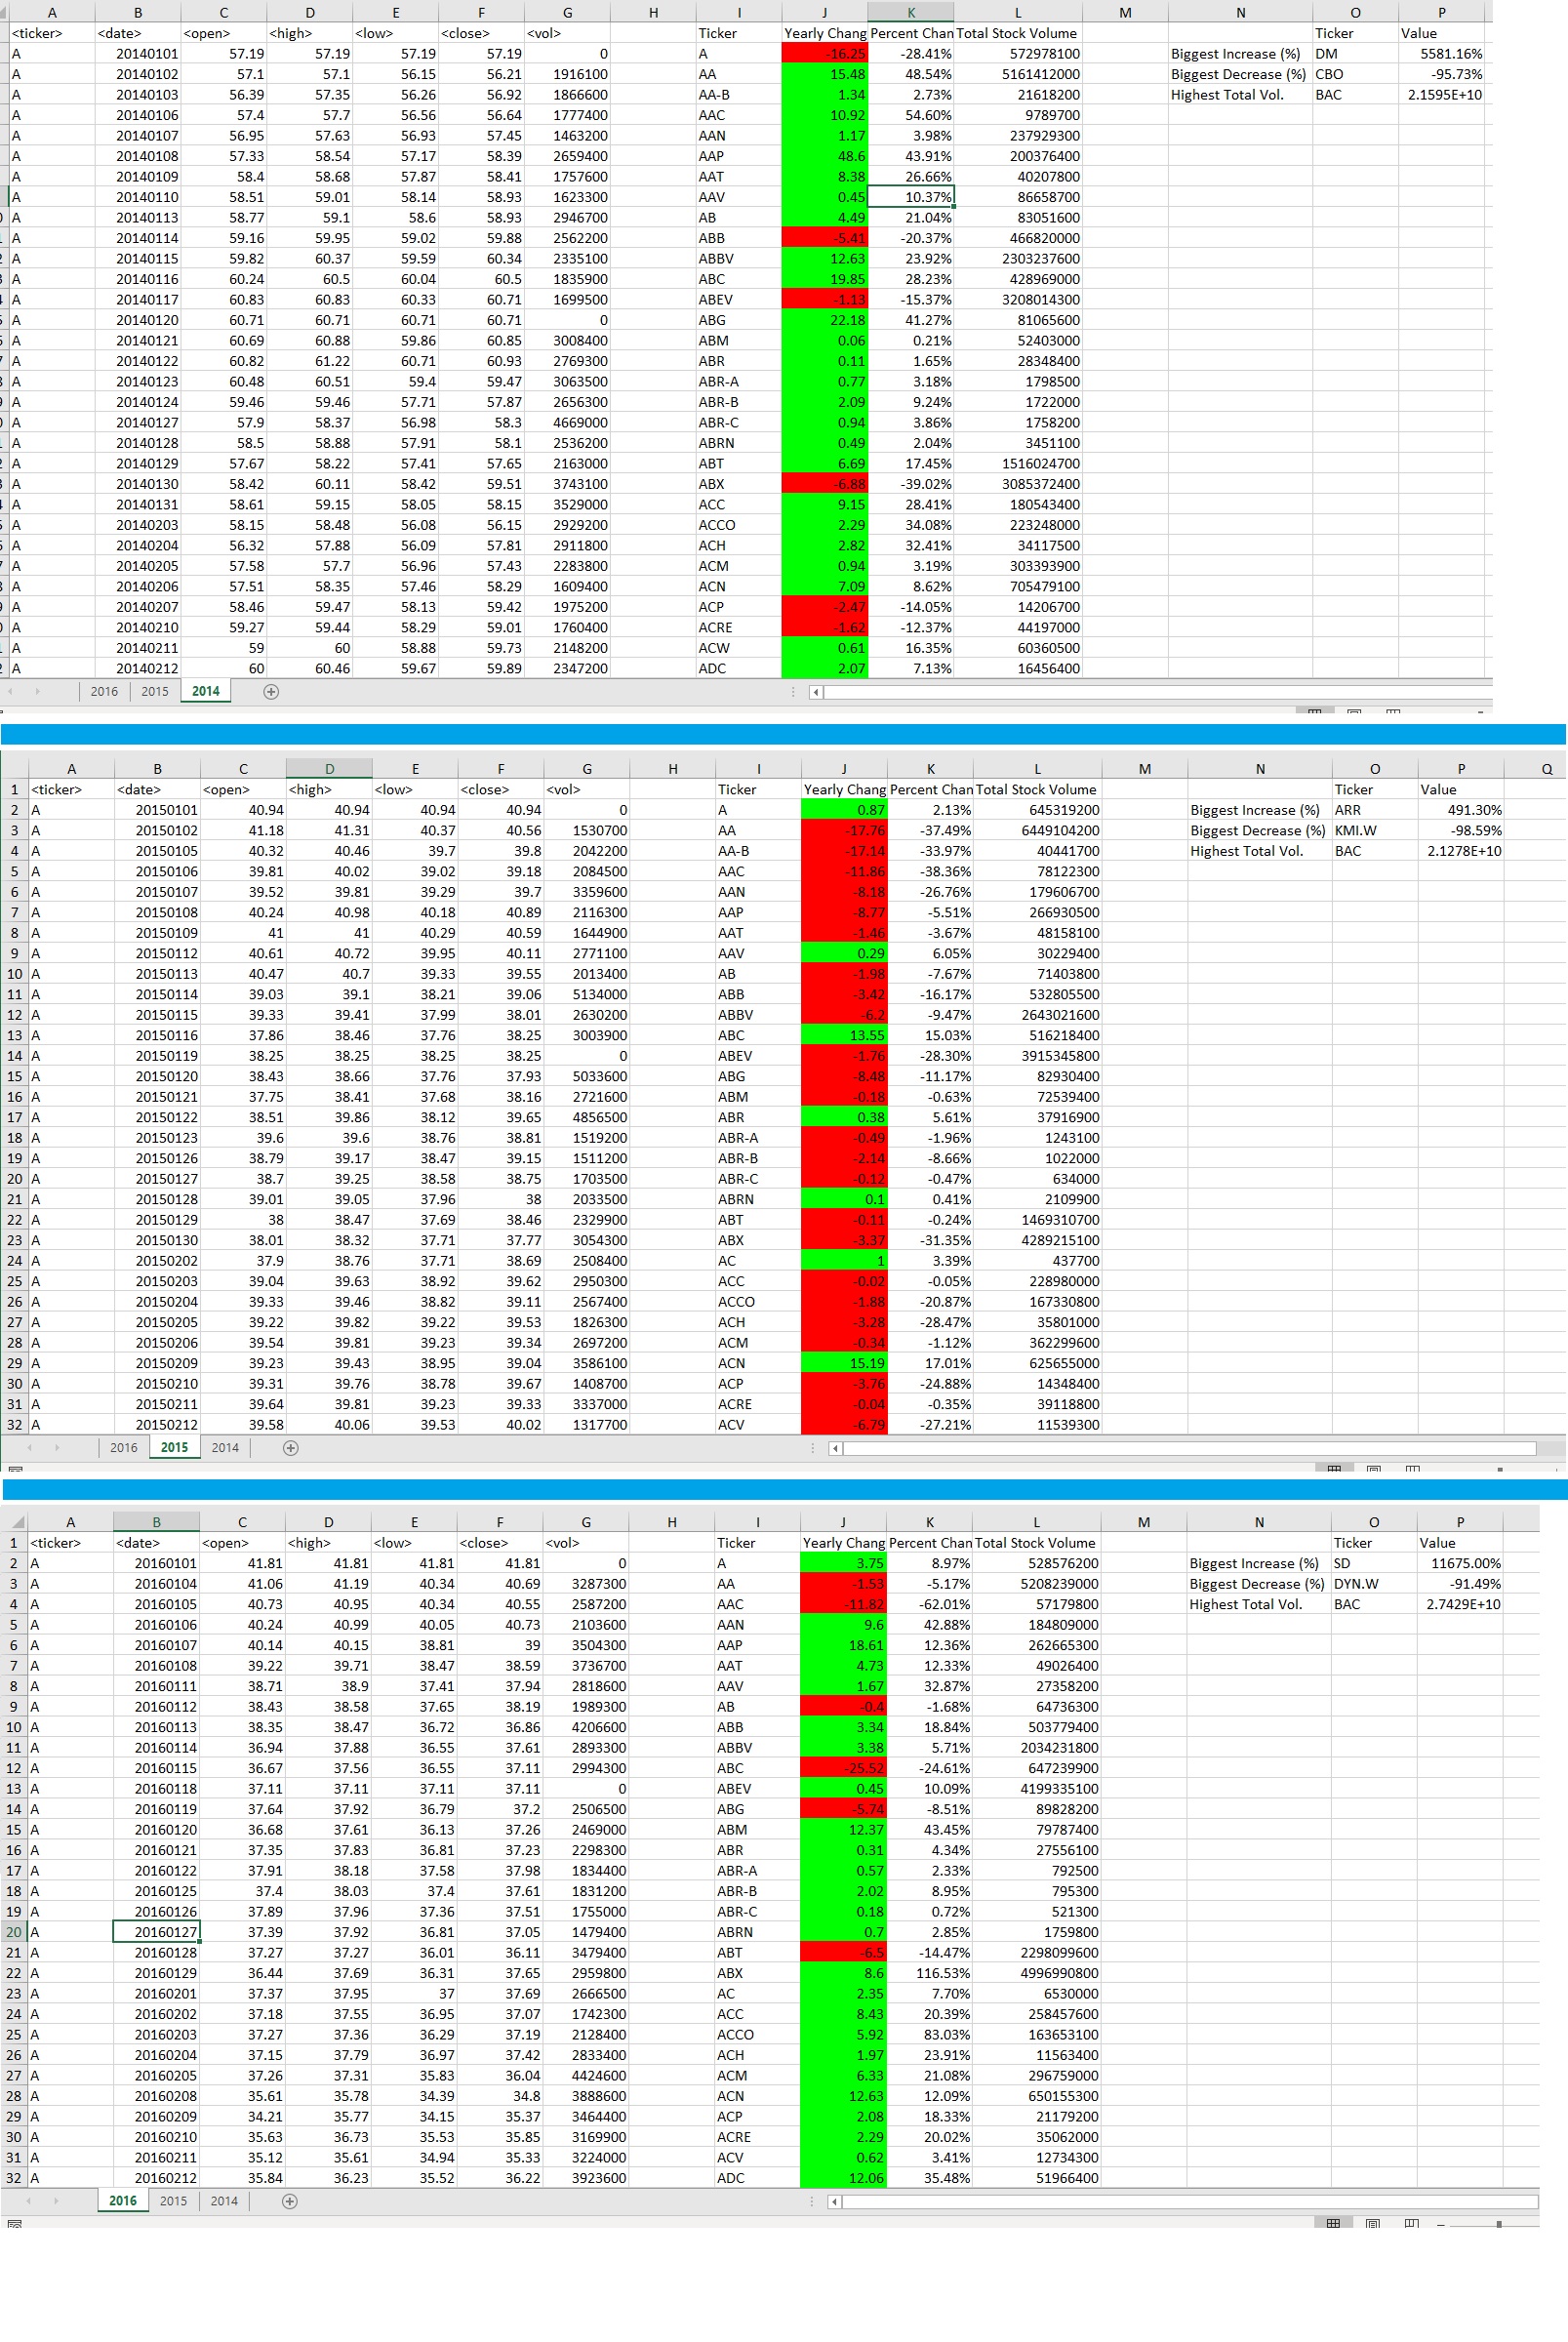 A B C D E F G H I J K L M N O P
<ticker> <date> <open> <high> <low> <close> <vol> Ticker Yearly Chang Percent Chan Total Stock Volume Ticker Value
A 20140101 57.19 57.19 57.19 57.19 0 A -16.25 -28.41% 572978100 Biggest Increase (%) DM 5581.16%
A 20140102 57.1 57.1 56.15 56.21 1916100 AA 15.48 48.54% 5161412000 Biggest Decrease (%) CBO -95.73%
A 20140103 56.39 57.35 56.26 56.92 1866600 AA-B 1.34 2.73% 21618200 Highest Total Vol. BAC 2.1595E+10
A 20140106 57.4 57.7 56.56 56.64 1777400 AAC 10.92 54.60% 9789700
A 20140107 56.95 57.63 56.93 57.45 1463200 AAN 1.17 3.98% 237929300
A 20140108 57.33 58.54 57.17 58.39 2659400 AAP 48.6 43.91% 200376400
A 20140109 58.4 58.68 57.87 58.41 1757600 AAT 8.38 26.66% 40207800
A 20140110 58.51 59.01 58.14 58.93 1623300 AAV 0.45 10.37% 86658700
A 20140113 58.77 59.1 58.6 58.93 2946700 AB 4.49 21.04% 83051600
A 20140114 59.16 59.95 59.02 59.88 2562200 ABB -5.41 -20.37% 466820000
A 20140115 59.82 60.37 59.59 60.34 2335100 ABBV 12.63 23.92% 2303237600
A 20140116 60.24 60.5 60.04 60.5 1835900 ABC 19.85 28.23% 428969000
A 20140117 60.83 60.83 60.33 60.71 1699500 ABEV -1.13 -15.37% 3208014300
A 20140120 60.71 60.71 60.71 60.71 0 ABG 22.18 41.27% 81065600
A 20140121 60.69 60.88 59.86 60.85 3008400 ABM 0.06 0.21% 52403000
A 20140122 60.82 61.22 60.71 60.93 2769300 ABR 0.11 1.65% 28348400
A 20140123 60.48 60.51 59.4 59.47 3063500 ABR-A 0.77 3.18% 1798500
A 20140124 59.46 59.46 57.71 57.87 2656300 ABR-B 2.09 9.24% 1722000
A 20140127 57.9 58.37 56.98 58.3 4669000 ABR-C 0.94 3.86% 1758200
A 20140128 58.5 58.88 57.91 58.1 2536200 ABRN 0.49 2.04% 3451100
A 20140129 57.67 58.22 57.41 57.65 2163000 ABT 6.69 17.45% 1516024700
A 20140130 58.42 60.11 58.42 59.51 3743100 ABX -6.88 -39.02% 3085372400
A 20140131 58.61 59.15 58.05 58.15 3529000 ACC 9.15 28.41% 180543400
A 20140203 58.15 58.48 56.08 56.15 2929200 ACCO 2.29 34.08% 223248000
A 20140204 56.32 57.88 56.09 57.81 2911800 ACH 2.82 32.41% 34117500
A 20140205 57.58 57.7 56.96 57.43 2283800 ACM 0.94 3.19% 303393900
A 20140206 57.51 58.35 57.46 58.29 1609400 ACN 7.09 8.62% 705479100
A 20140207 58.46 59.47 58.13 59.42 1975200 ACP -2.47 -14.05% 14206700
A 20140210 59.27 59.44 58.29 59.01 1760400 ACRE -1.62 -12.37% 44197000
A 20140211 59 60 58.88 59.73 2148200 ACW 0.61 16.35% 60360500
A 20140212 60 60.46 59.67 59.89 2347200 ADC 2.07 7.13% 16456400
2016 2015 2014
A B C D E F G H I J K L M N O P Q
1 <ticker> <date> <open> <high> <low> <close> <vol> Ticker Yearly Chang Percent Chan Total Stock Volume Ticker Value
2 A 20150101 40.94 40.94 40.94 40.94 0 A 0.87 2.13% 645319200 Biggest Increase (%) ARR 491.30%
3 A 20150102 41.18 41.31 40.37 40.56 1530700 AA -17.76 -37.49% 6449104200 Biggest Decrease (%) KMI.W -98.59%
4 A 20150105 40.32 40.46 39.7 39.8 2042200 AA-B -17.14 -33.97% 40441700 Highest Total Vol. BAC 2.1278E+10
5 A 20150106 39.81 40.02 39.02 39.18 2084500 AAC -11.86 -38.36% 78122300
6 A 20150107 39.52 39.81 39.29 39.7 3359600 AAN -8.18 -26.76% 179606700
7 A 20150108 40.24 40.98 40.18 40.89 2116300 AAP -8.77 -5.51% 266930500
8 A 20150109 41 41 40.29 40.59 1644900 AAT -1.46 -3.67% 48158100
9 A 20150112 40.61 40.72 39.95 40.11 2771100 AAV 0.29 6.05% 30229400
10 A 20150113 40.47 40.7 39.33 39.55 2013400 AB -1.98 -7.67% 71403800
11 A 20150114 39.03 39.1 38.21 39.06 5134000 ABB -3.42 -16.17% 532805500
12 A 20150115 39.33 39.41 37.99 38.01 2630200 ABBV -6.2 -9.47% 2643021600
13 A 20150116 37.86 38.46 37.76 38.25 3003900 ABC 13.55 15.03% 516218400
14 A 20150119 38.25 38.25 38.25 38.25 0 ABEV -1.76 -28.30% 3915345800
15 A 20150120 38.43 38.66 37.76 37.93 5033600 ABG -8.48 -11.17% 82930400
16 A 20150121 37.75 38.41 37.68 38.16 2721600 ABM -0.18 -0.63% 72539400
17 A 20150122 38.51 39.86 38.12 39.65 4856500 ABR 0.38 5.61% 37916900
18 A 20150123 39.6 39.6 38.76 38.81 1519200 ABR-A -0.49 -1.96% 1243100
19 A 20150126 38.79 39.17 38.47 39.15 1511200 ABR-B -2.14 -8.66% 1022000
20 A 20150127 38.7 39.25 38.58 38.75 1703500 ABR-C -0.12 -0.47% 634000
21 A 20150128 39.01 39.05 37.96 38 2033500 ABRN 0.1 0.41% 2109900
22 A 20150129 38 38.47 37.69 38.46 2329900 ABT -0.11 -0.24% 1469310700
23 A 20150130 38.01 38.32 37.71 37.77 3054300 ABX -3.37 -31.35% 4289215100
24 A 20150202 37.9 38.76 37.71 38.69 2508400 AC 1 3.39% 437700
25 A 20150203 39.04 39.63 38.92 39.62 2950300 ACC -0.02 -0.05% 228980000
26 A 20150204 39.33 39.46 38.82 39.11 2567400 ACCO -1.88 -20.87% 167330800
27 A 20150205 39.22 39.82 39.22 39.53 1826300 ACH -3.28 -28.47% 35801000
28 A 20150206 39.54 39.81 39.23 39.34 2697200 ACM -0.34 -1.12% 362299600
29 A 20150209 39.23 39.43 38.95 39.04 3586100 ACN 15.19 17.01% 625655000
30 A 20150210 39.31 39.76 38.78 39.67 1408700 ACP -3.76 -24.88% 14348400
31 A 20150211 39.64 39.81 39.23 39.33 3337000 ACRE -0.04 -0.35% 39118800
32 A 20150212 39.58 40.06 39.53 40.02 1317700 ACV -6.79 -27.21% 11539300
2016 2015 2014
A B C D E F G H I J K L M N O P
1 <ticker> <date> <open> <high> <low> <close> <vol> Ticker Yearly Chang Percent Chan Total Stock Volume Ticker Value
2 A 20160101 41.81 41.81 41.81 41.81 0 A 3.75 8.97% 528576200 Biggest Increase (%) SD 11675.00%
3 A 20160104 41.06 41.19 40.34 40.69 3287300 AA -1.53 -5.17% 5208239000 Biggest Decrease (%) DYN.W -91.49%
4 A 20160105 40.73 40.95 40.34 40.55 2587200 AAC -11.82 -62.01% 57179800 Highest Total Vol. BAC 2.7429E+10
5 A 20160106 40.24 40.99 40.05 40.73 2103600 AAN 9.6 42.88% 184809000
6 A 20160107 40.14 40.15 38.81 39 3504300 AAP 18.61 12.36% 262665300
7 A 20160108 39.22 39.71 38.47 38.59 3736700 AAT 4.73 12.33% 49026400
8 A 20160111 38.71 38.9 37.41 37.94 2818600 AAV 1.67 32.87% 27358200
9 A 20160112 38.43 38.58 37.65 38.19 1989300 AB -0.4 -1.68% 64736300
10 A 20160113 38.35 38.47 36.72 36.86 4206600 ABB 3.34 18.84% 503779400
11 A 20160114 36.94 37.88 36.55 37.61 2893300 ABBV 3.38 5.71% 2034231800
12 A 20160115 36.67 37.56 36.55 37.11 2994300 ABC -25.52 -24.61% 647239900
13 A 20160118 37.11 37.11 37.11 37.11 0 ABEV 0.45 10.09% 4199335100
14 A 20160119 37.64 37.92 36.79 37.2 2506500 ABG -5.74 -8.51% 89828200
15 A 20160120 36.68 37.61 36.13 37.26 2469000 ABM 12.37 43.45% 79787400
16 A 20160121 37.35 37.83 36.81 37.23 2298300 ABR 0.31 4.34% 27556100
17 A 20160122 37.91 38.18 37.58 37.98 1834400 ABR-A 0.57 2.33% 792500
18 A 20160125 37.4 38.03 37.4 37.61 1831200 ABR-B 2.02 8.95% 795300
19 A 20160126 37.89 37.96 37.36 37.51 1755000 ABR-C 0.18 0.72% 521300
20 A 20160127 37.39 37.92 36.81 37.05 1479400 ABRN 0.7 2.85% 1759800
21 A 20160128 37.27 37.27 36.01 36.11 3479400 ABT -6.5 -14.47% 2298099600
22 A 20160129 36.44 37.69 36.31 37.65 2959800 ABX 8.6 116.53% 4996990800
23 A 20160201 37.37 37.95 37 37.69 2666500 AC 2.35 7.70% 6530000
24 A 20160202 37.18 37.55 36.95 37.07 1742300 ACC 8.43 20.39% 258457600
25 A 20160203 37.27 37.36 36.29 37.19 2128400 ACCO 5.92 83.03% 163653100
26 A 20160204 37.15 37.79 36.97 37.42 2833400 ACH 1.97 23.91% 11563400
27 A 20160205 37.26 37.31 35.83 36.04 4424600 ACM 6.33 21.08% 296759000
28 A 20160208 35.61 35.78 34.39 34.8 3888600 ACN 12.63 12.09% 650155300
29 A 20160209 34.21 35.77 34.15 35.37 3464400 ACP 2.08 18.33% 21179200
30 A 20160210 35.63 36.73 35.53 35.85 3169900 ACRE 2.29 20.02% 35062000
31 A 20160211 35.12 35.61 34.94 35.33 3224000 ACV 0.62 3.41% 12734300
32 A 20160212 35.84 36.23 35.52 36.22 3923600 ADC 12.06 35.48% 51966400
2016 2015 2014